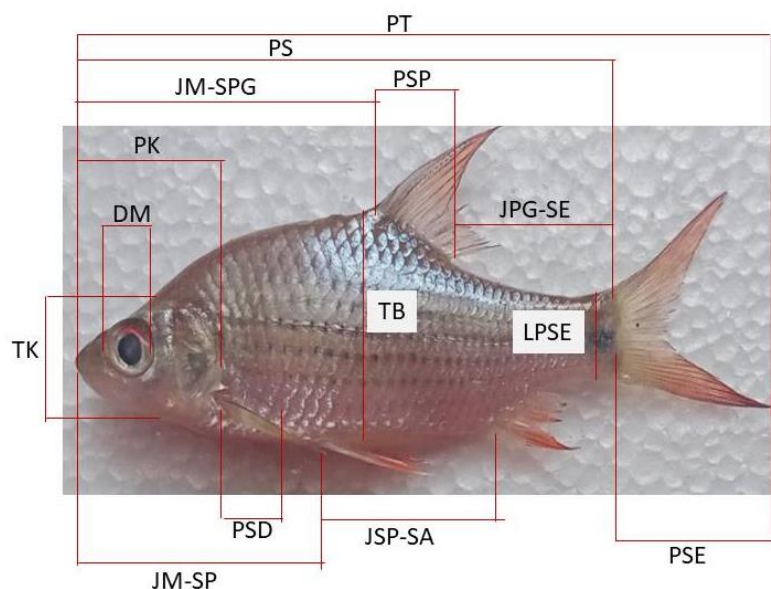 PT
PS
JM-SPG
PSP
PK
DM
JPG-SE
TB
LPSE
TK
PSD
JSP-SA
PSE
JM-SP